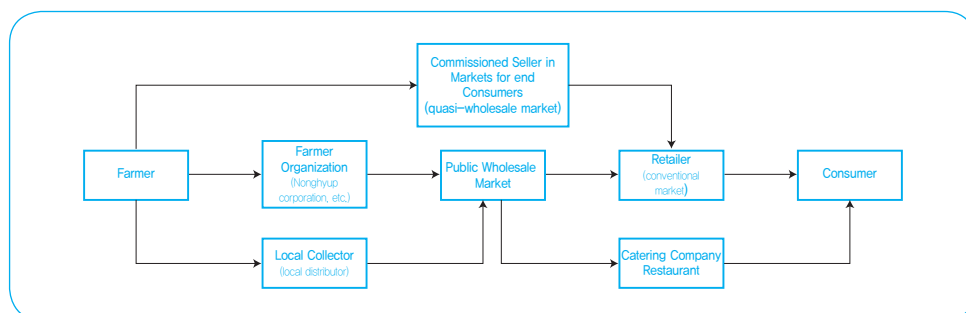 Commissioned Seller in
Markets for end
Consumers
(quasi-wholesale market)
Farmer
Farmer
Organization
(Nonghyup
corporation, etc.)
Public Wholesale
Market
Retailer
(conventional
market)
Consumer
Local Collector
(local distributor)
Catering Company
Restaurant